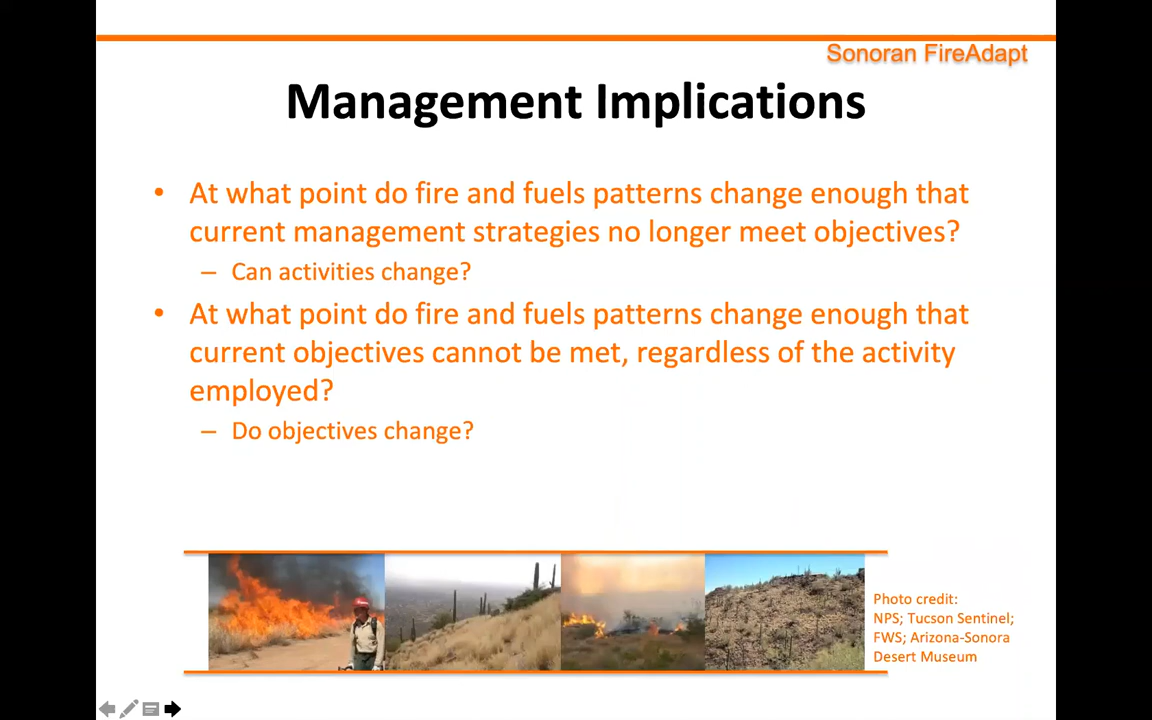 Sonoran FireAdapt
Management Implications
• At what point do fire and fuels patterns change enough that
current management strategies no longer meet objectives?
– Can activities change?
• At what point do fire and fuels patterns change enough that
current objectives cannot be met, regardless of the activity
employed?
– Do objectives change?
Photo credit:
NPS; Tucson Sentinel;
FWS; Arizona-Sonora
Desert Museum